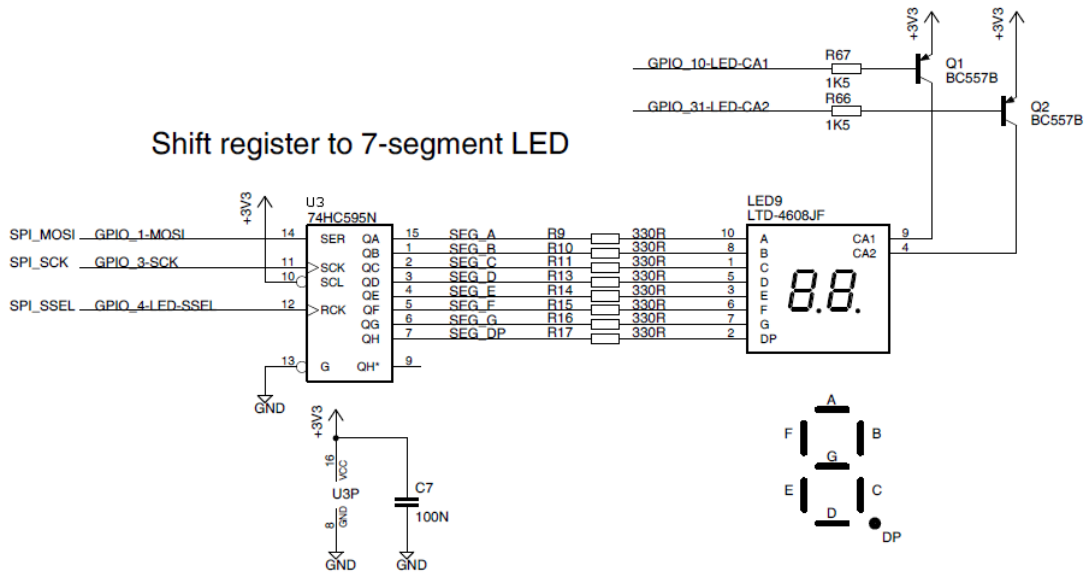 +3V3
+3V3
GPIO_10-LED-CA1
R67
1K5
Q1
BC557B
GPIO_31-LED-CA2
R66
1K5
Q2
BC557B
Shift register to 7-segment LED
+3V3
U3
74HC595N
LED9
LTD-4608JF
SPI_MOSI GPIO_1-MOSI 14 SER QA 15 SEG_A R9 330R 10 A CA1 9
QB 1 SEG_B R10 330R 8 B CA2 4
SPI_SCK GPIO_3-SCK 11 SCK QC 2 SEG_C R11 330R 1 C
10 SCL QD 3 SEG_D R13 330R 5 D
QE 4 SEG_E R14 330R 3 E
SPI_SSEL GPIO_4-LED-SSEL 12 RCK QF 5 SEG_F R15 330R 6 F
QG 6 SEG_G R16 330R 7 G
QH 7 SEG_DP R17 330R 2 DP
8.8.
13 G QH* 9
GND
+3V3
16 VCC
U3P
8 GND
GND
C7
100N
GND
A
F B
G
E C
D
DP